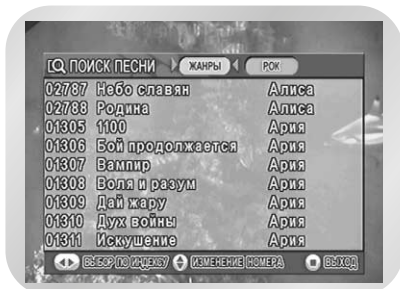 ПОИСК ПЕСНИ ЖАНРЫ РОК
02787 Небо славян Алиса
02788 Родина Алиса
01305 1100 Ария
01306 Бой продолжается Ария
01307 Вампир Ария
01308 Воля и разум Ария
01309 Дай жару Ария
01310 Дух войны Ария
01311 Искушение Ария
ВЫБОР ПО ИНДЕКСУ ИЗМЕНЕНИЕ НОМЕРА ВЫХОД